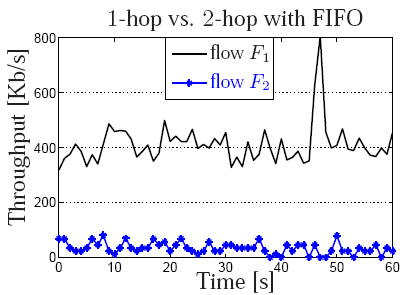 1-hop vs. 2-hop with FIFO
Throughput [Kb/s]
800
600
400
200
0
flow F1
flow F2
0 10 20 30 40 50 60
Time [s]